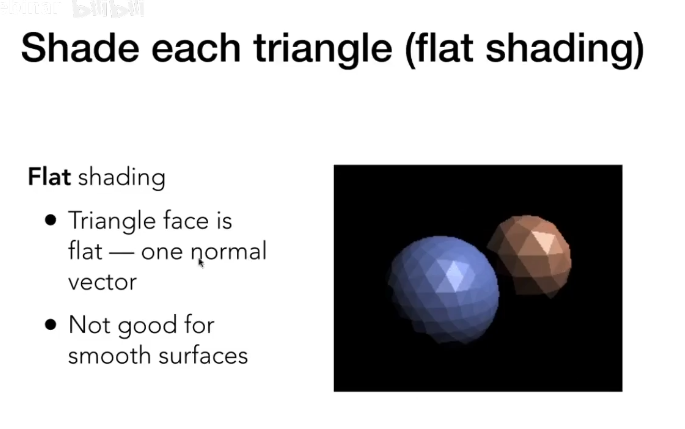 bilibili
Shade each triangle (flat shading)
Flat shading
● Triangle face is
flat — one normal
vector
● Not good for
smooth surfaces